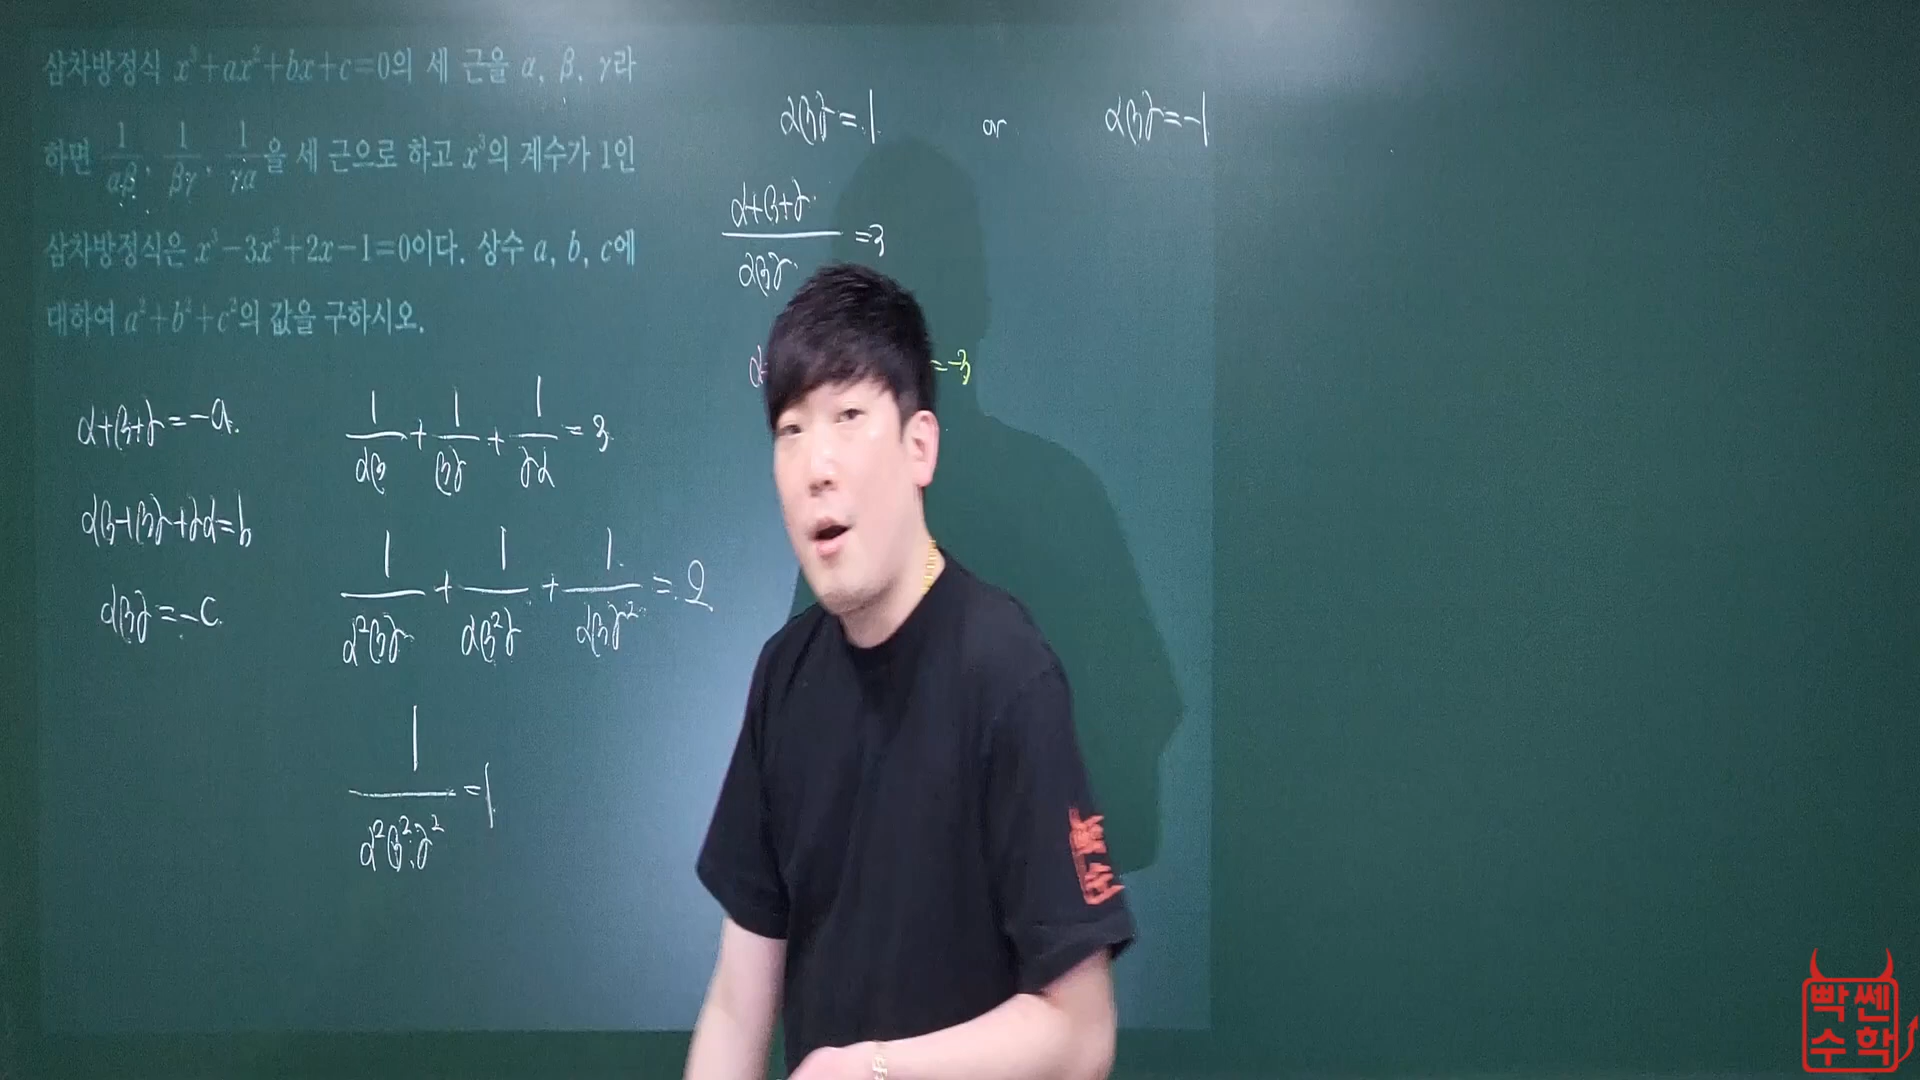 삼차방정식 x³+ax²+bx+c=0의 세 근을 α, β, γ라
하면 1/αβ, 1/βγ, 1/γα을 세 근으로 하고 x³의 계수가 1인
삼차방정식은 x³−3x²+2x−1=0이다. 상수 a, b, c에
대하여 a²+b²+c²의 값을 구하시오.
α+β+γ=−a
αβ+βγ+γα=b
αβγ=−c
1/αβ + 1/βγ + 1/γα = 3
1/α²βγ + 1/αβ²γ + 1/αβγ² = 2
1/α²β²γ² = 1
αβγ=1 or αβγ=−1
α+β+γ/αβγ = 3
α
=−3
빡쎈
수학